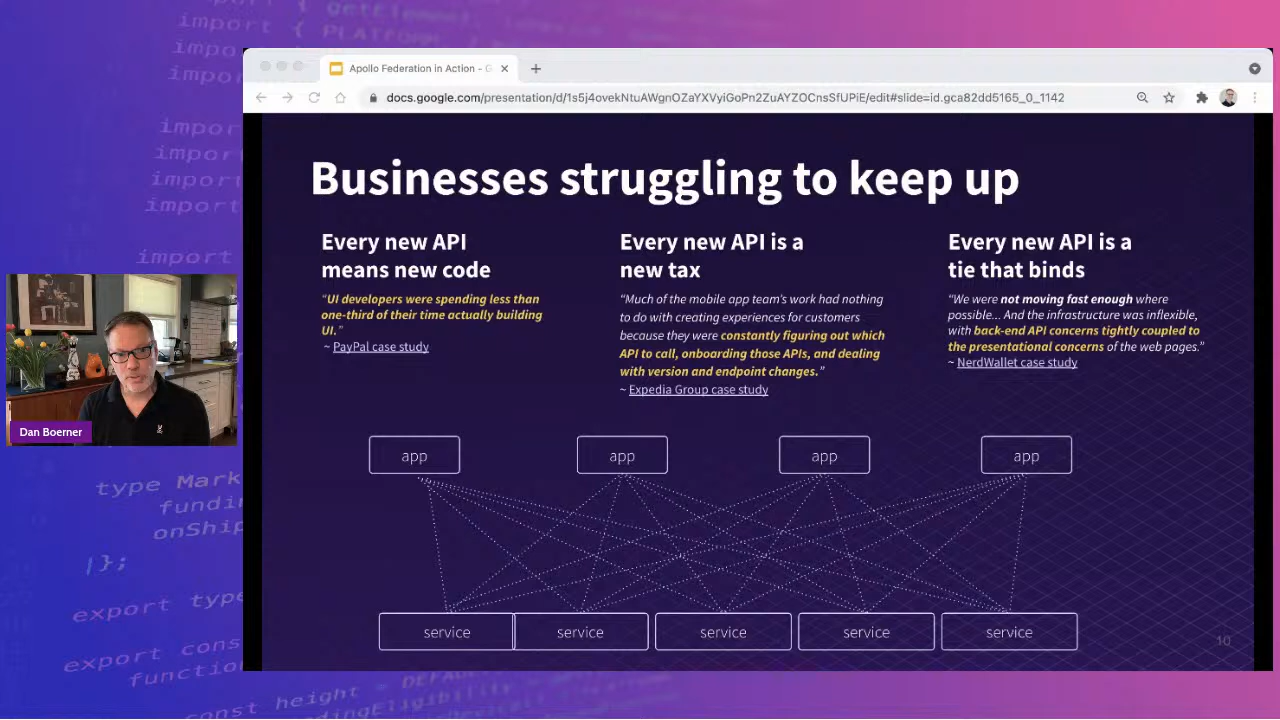 import { getElement,
import { PLATFORM
import
import
Apollo Federation in Action - G
docs.google.com/presentation/d/1s5j4ovekNtuAWgnOZaYXVyiGoPn2ZuAYZOCnsSfUPiE/edit#slide=id.gca82dd5165_0_1142
import
import
import
import
import
Businesses struggling to keep up
Every new API
means new code
“UI developers were spending less than
one-third of their time actually building
UI.”
~ PayPal case study
Every new API is a
new tax
“Much of the mobile app team’s work had nothing
to do with creating experiences for customers
because they were constantly figuring out which
API to call, onboarding those APIs, and dealing
with version and endpoint changes.”
~ Expedia Group case study
Every new API is a
tie that binds
“We were not moving fast enough where
possible... And the infrastructure was inflexible,
with back-end API concerns tightly coupled to
the presentational concerns of the web pages.”
~ NerdWallet case study
Dan Boerner
app
app
app
app
service
service
service
service
service
10
type Mark
fundin
onShip
|};
export type
export cons
functio
const height = DEFA